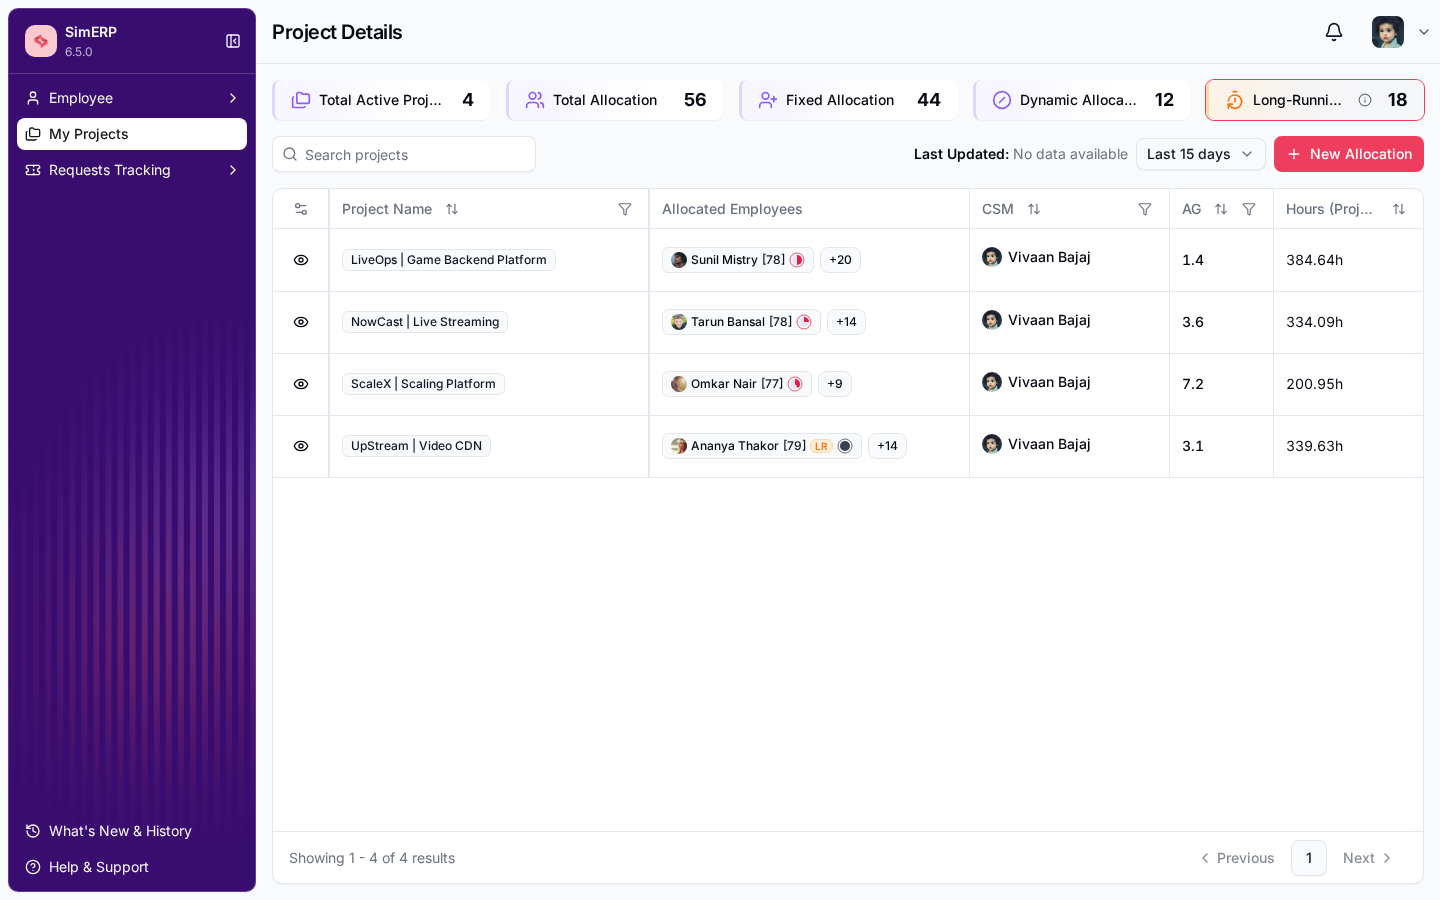 SimERP
6.5.0
Employee
My Projects
Requests Tracking
What's New & History
Help & Support
Project Details
Total Active Proj... 4
Total Allocation 56
Fixed Allocation 44
Dynamic Alloca... 12
Long-Runni... 18
Search projects
Last Updated: No data available
Last 15 days
New Allocation
Project Name Allocated Employees CSM AG Hours (Proj...
LiveOps | Game Backend Platform Sunil Mistry [78] +20 Vivaan Bajaj 1.4 384.64h
NowCast | Live Streaming Tarun Bansal [78] +14 Vivaan Bajaj 3.6 334.09h
ScaleX | Scaling Platform Omkar Nair [77] +9 Vivaan Bajaj 7.2 200.95h
UpStream | Video CDN Ananya Thakor [79] LR +14 Vivaan Bajaj 3.1 339.63h
Showing 1 - 4 of 4 results
Previous 1 Next